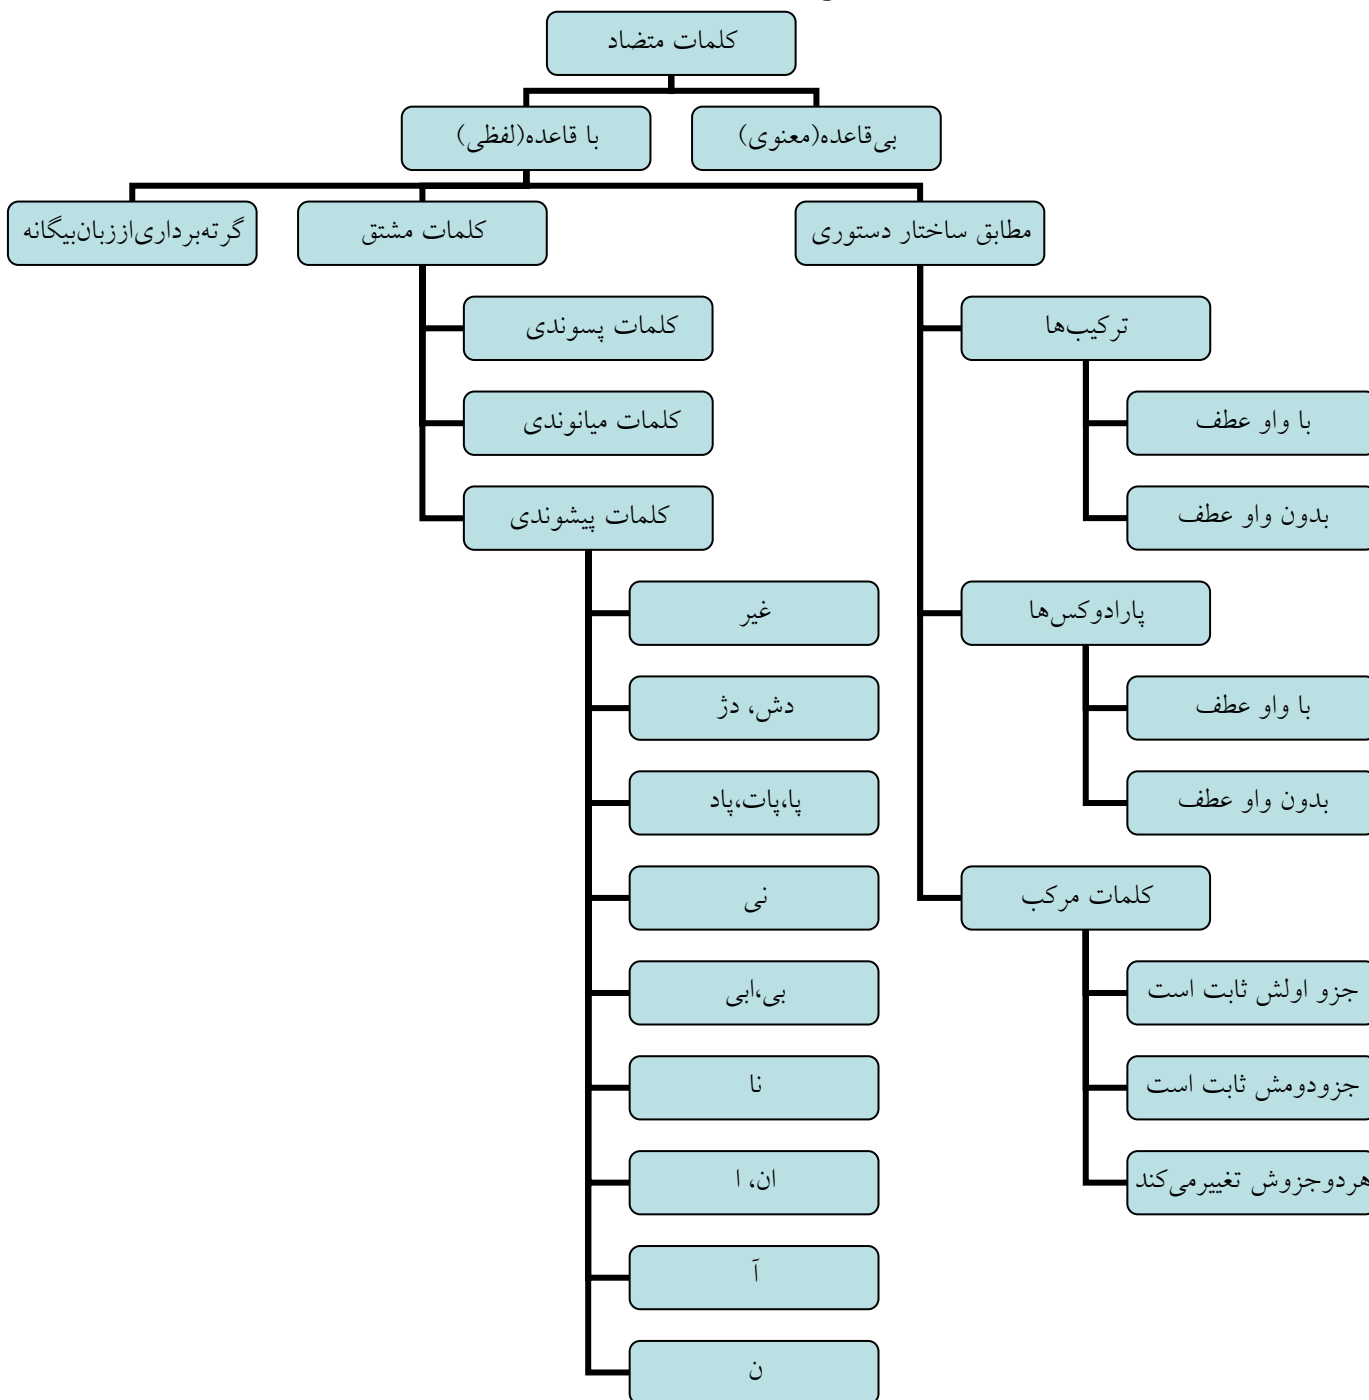 کلمات متضاد
بی‌قاعده(معنوی)
با قاعده(لفظی)
مطابق ساختار دستوری
کلمات مشتق
گرته‌برداری‌اززبان‌بیگانه
ترکیب‌ها
با واو عطف
بدون واو عطف
پارادوکس‌ها
با واو عطف
بدون واو عطف
کلمات مرکب
جزو اولش ثابت است
جزودومش ثابت است
هردوجزوش تغییرمی‌کند
کلمات پسوندی
کلمات میانوندی
کلمات پیشوندی
غیر
دش، دژ
پا،پات،پاد
نی
بی،ابی
نا
ان، ا
آ
ن